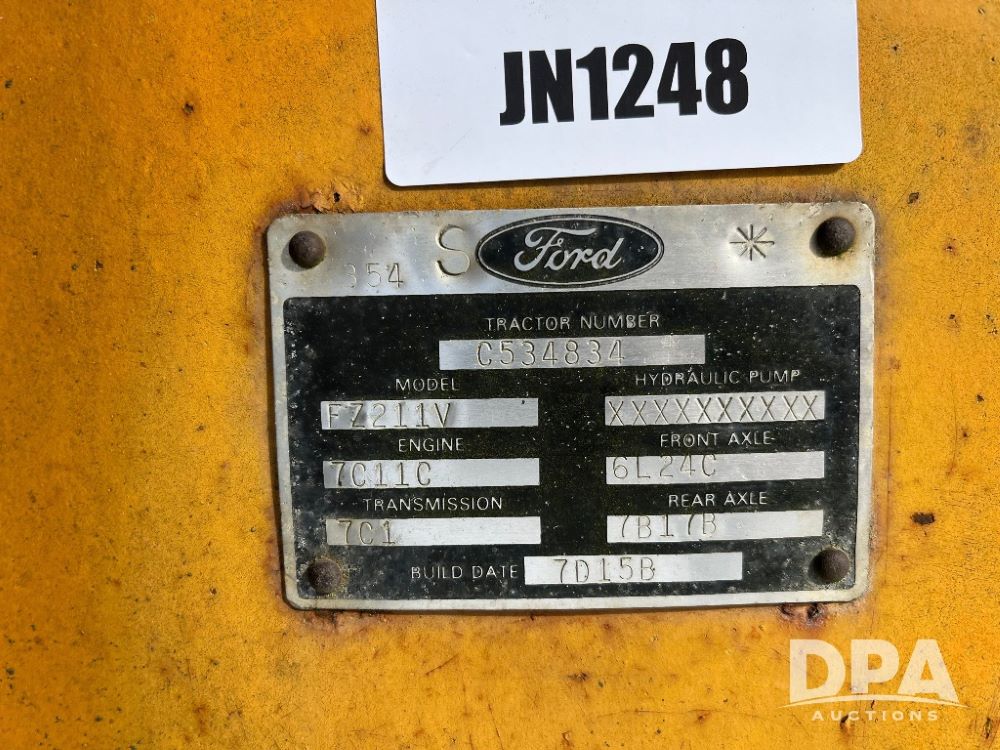 JN1248
S Ford *
354
TRACTOR NUMBER
C534834
MODEL HYDRAULIC PUMP
FZ211V XXXXXXXXXX
ENGINE FRONT AXLE
7C11C 6L24C
TRANSMISSION REAR AXLE
7C1 7B17B
BUILD DATE 7D15B
DPA
AUCTIONS